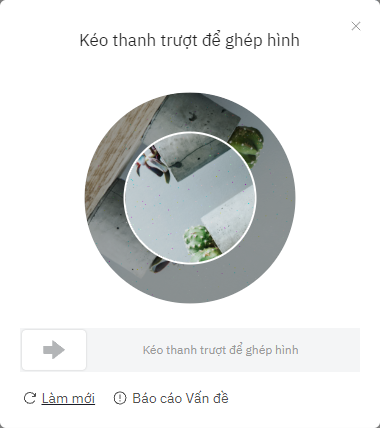 Kéo thanh trượt để ghép hình
Kéo thanh trượt để ghép hình
Làm mới
Báo cáo Vấn đề